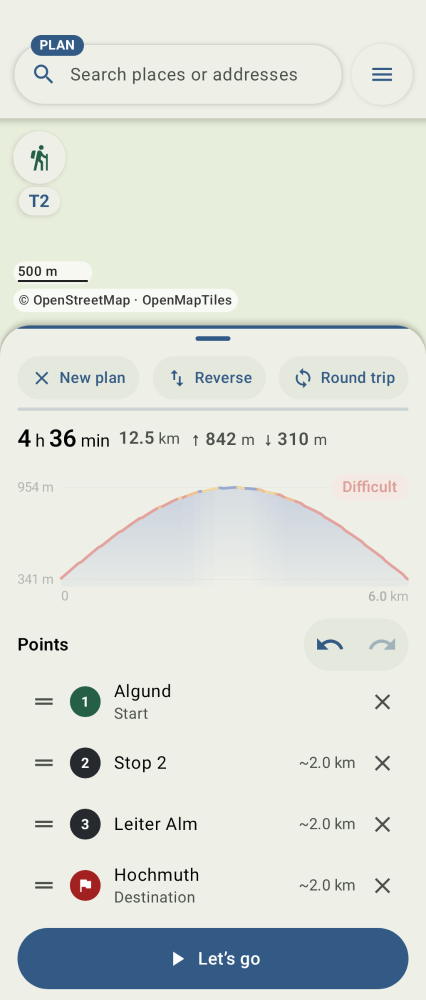 PLAN
Search places or addresses
T2
500 m
© OpenStreetMap · OpenMapTiles
New plan
Reverse
Round trip
4 h 36 min 12.5 km ↑ 842 m ↓ 310 m
954 m
Difficult
341 m
0
6.0 km
Points
1
Algund
Start
2
Stop 2
~2.0 km
3
Leiter Alm
~2.0 km
Hochmuth
Destination
~2.0 km
Let's go